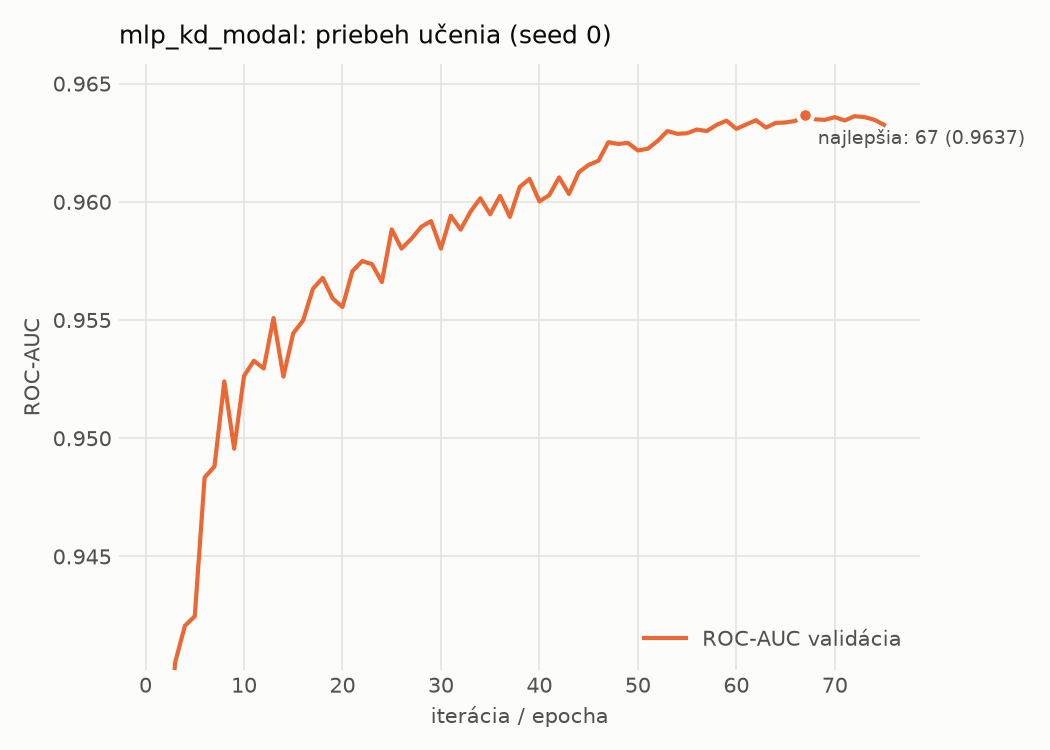 mlp_kd_modal: priebeh učenia (seed 0)
0.965
0.960
0.955
0.950
0.945
ROC-AUC
najlepšia: 67 (0.9637)
ROC-AUC validácia
0 10 20 30 40 50 60 70
iterácia / epocha